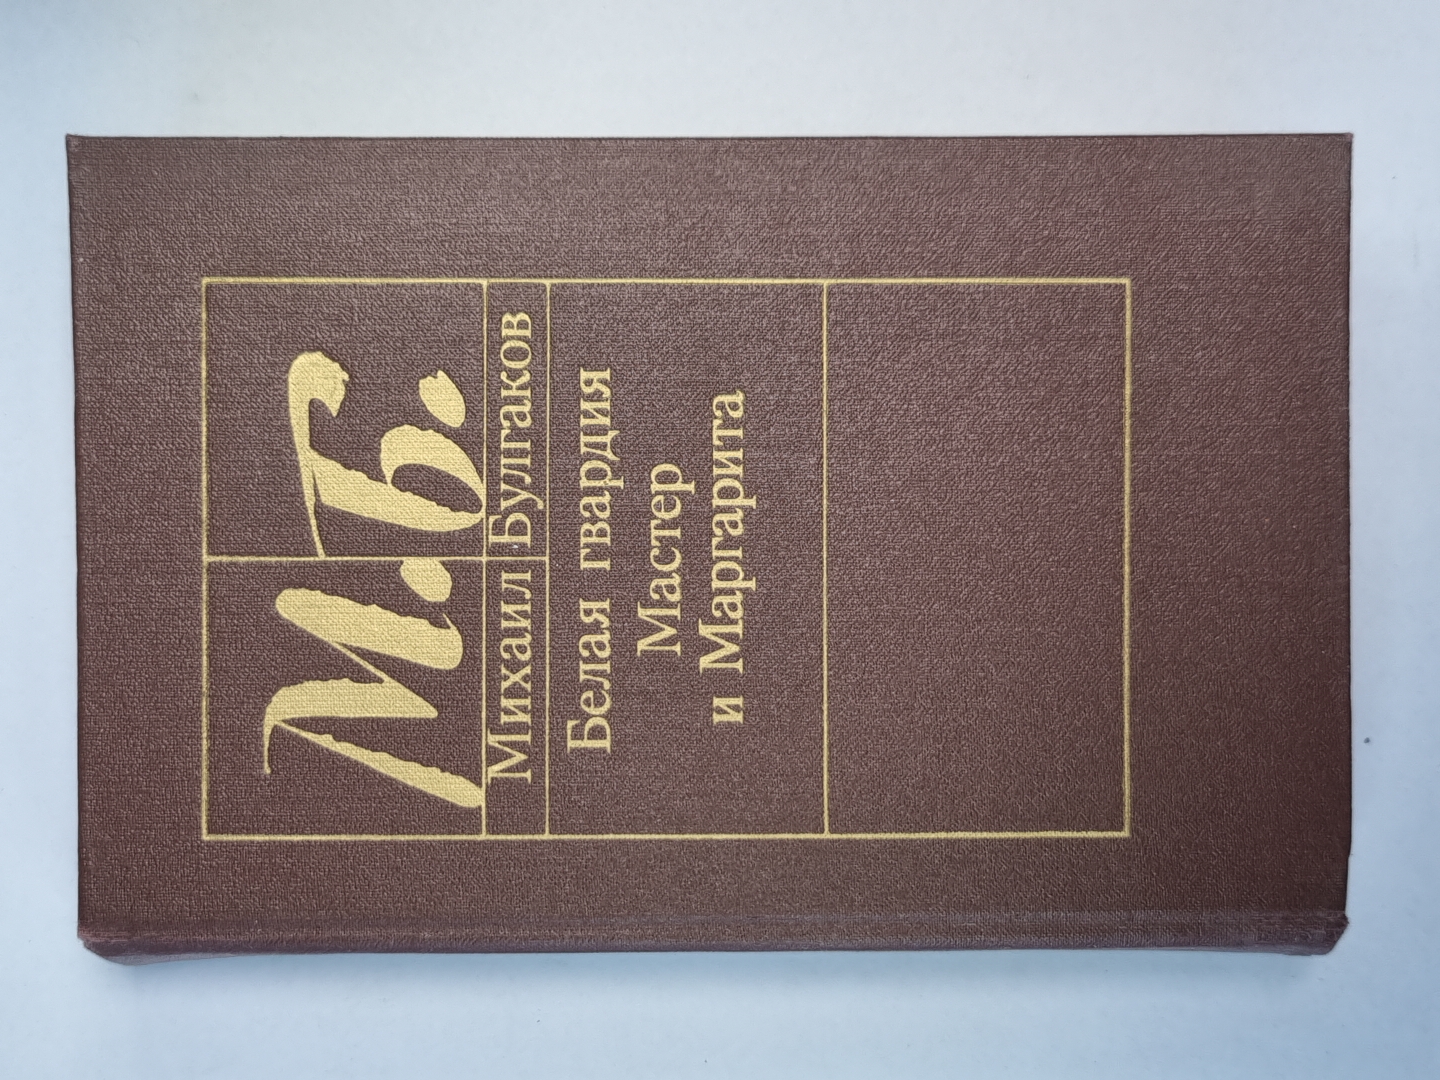 М.Б.
Михаил Булгаков
Белая гвардия
Мастер
и Маргарита